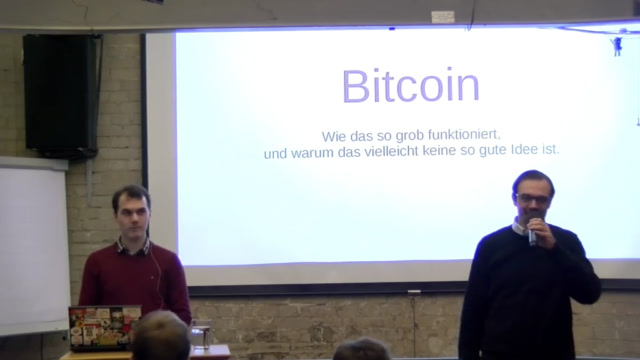 Bitcoin
Wie das so grob funktioniert,
und warum das vielleicht keine so gute Idee ist.